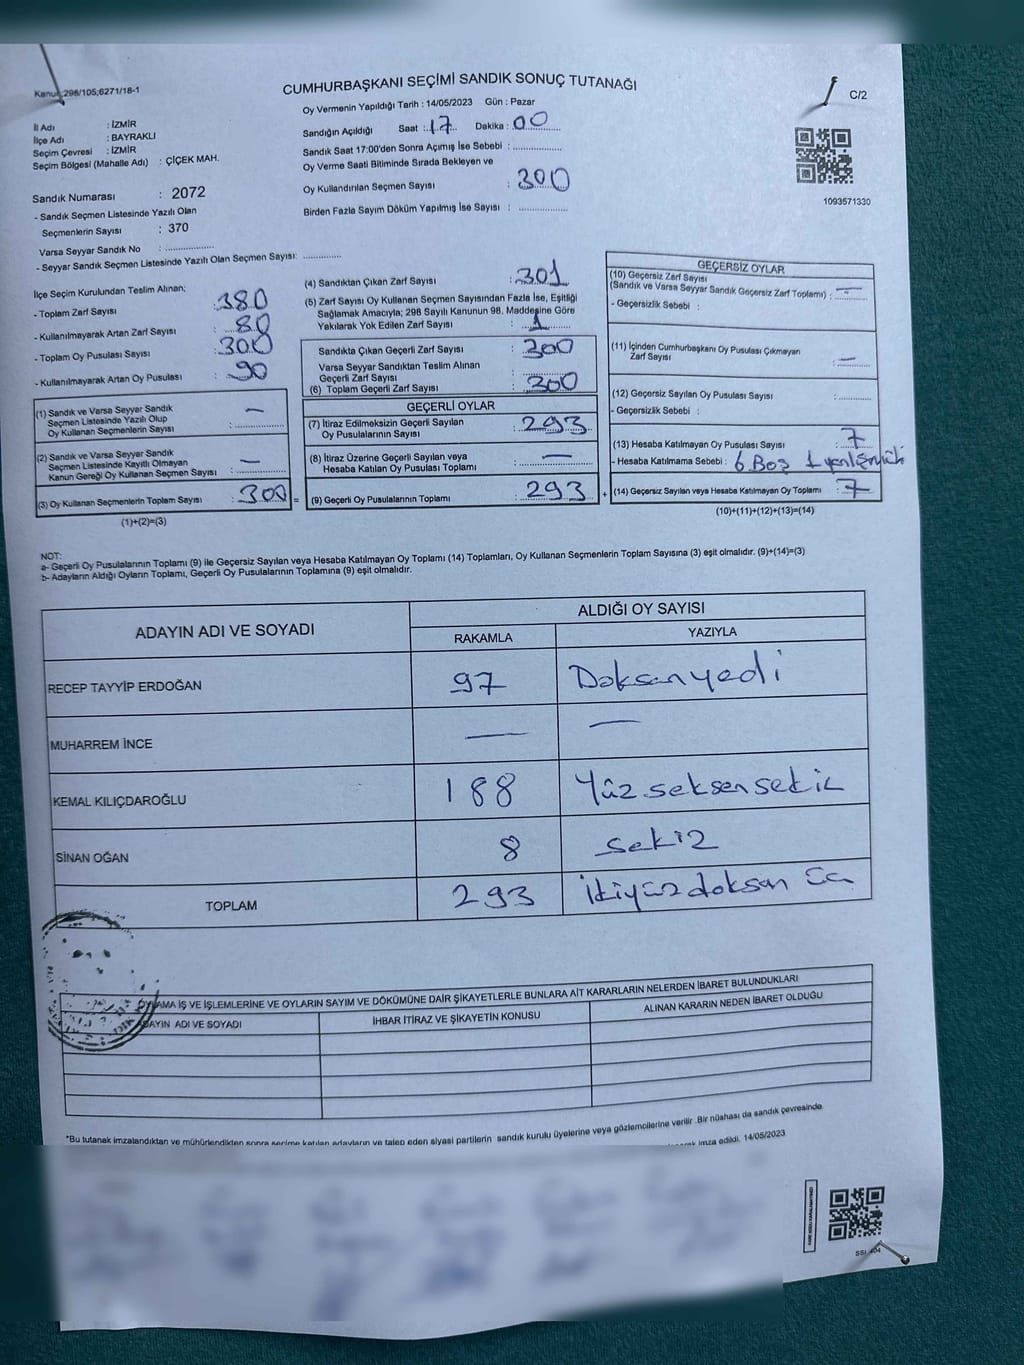 Kanun:298/105;6271/18-1
CUMHURBAŞKANI SEÇİMİ SANDIK SONUÇ TUTANAĞI
C/2
Oy Vermenin Yapıldığı Tarih : 14/05/2023 Gün : Pazar
İl Adı : İZMİR
İlçe Adı : BAYRAKLI
Seçim Çevresi : İZMİR
Seçim Bölgesi (Mahalle Adı) : ÇİÇEK MAH.
Sandığın Açıldığı Saat : 17 Dakika : 00
Sandık Saat 17:00'den Sonra Açımış İse Sebebi :
Oy Verme Saati Bitiminde Sırada Bekleyen ve
Oy Kullandırılan Seçmen Sayısı : 300
Birden Fazla Sayım Döküm Yapılmış İse Sayısı :
1093571330
Sandık Numarası : 2072
- Sandık Seçmen Listesinde Yazılı Olan
Seçmenlerin Sayısı : 370
Varsa Seyyar Sandık No :
- Seyyar Sandık Seçmen Listesinde Yazılı Olan Seçmen Sayısı:
İlçe Seçim Kurulundan Teslim Alınan;
- Toplam Zarf Sayısı : 380
- Kullanılmayarak Artan Zarf Sayısı : 80
- Toplam Oy Pusulası Sayısı : 300
- Kullanılmayarak Artan Oy Pusulası : 90
(1) Sandık ve Varsa Seyyar Sandık
Seçmen Listesinde Yazılı Olup
Oy Kullanan Seçmenlerin Sayısı : —
(2) Sandık ve Varsa Seyyar Sandık
Seçmen Listesinde Kayıtlı Olmayan
Kanun Gereği Oy Kullanan Seçmen Sayısı : —
(3) Oy Kullanan Seçmenlerin Toplam Sayısı : 300 =
(1)+(2)=(3)
(4) Sandıktan Çıkan Zarf Sayısı : 301
(5) Zarf Sayısı Oy Kullanan Seçmen Sayısından Fazla İse, Eşitliği
Sağlamak Amacıyla; 298 Sayılı Kanunun 98. Maddesine Göre
Yakılarak Yok Edilen Zarf Sayısı : 1
Sandıkta Çıkan Geçerli Zarf Sayısı : 300
Varsa Seyyar Sandıktan Teslim Alınan
Geçerli Zarf Sayısı :
(6) Toplam Geçerli Zarf Sayısı : 300
GEÇERLİ OYLAR
(7) İtiraz Edilmeksizin Geçerli Sayılan
Oy Pusulalarının Sayısı : 293
(8) İtiraz Üzerine Geçerli Sayılan veya
Hesaba Katılan Oy Pusulası Toplamı : —
(9) Geçerli Oy Pusulalarının Toplamı : 293 +
GEÇERSİZ OYLAR
(10) Geçersiz Zarf Sayısı
(Sandık ve Varsa Seyyar Sandık Geçersiz Zarf Toplamı) : —
- Geçersizlik Sebebi :
(11) İçinden Cumhurbaşkanı Oy Pusulası Çıkmayan
Zarf Sayısı : —
(12) Geçersiz Sayılan Oy Pusulası Sayısı :
- Geçersizlik Sebebi :
(13) Hesaba Katılmayan Oy Pusulası Sayısı : 7
- Hesaba Katılmama Sebebi : 6 Boş 1
(14) Geçersiz Sayılan veya Hesaba Katılmayan Oy Toplamı : 7
(10)+(11)+(12)+(13)=(14)
NOT:
a- Geçerli Oy Pusulalarının Toplamı (9) ile Geçersiz Sayılan veya Hesaba Katılmayan Oy Toplamı (14) Toplamları, Oy Kullanan Seçmenlerin Toplam Sayısına (3) eşit olmalıdır. (9)+(14)=(3)
b- Adayların Aldığı Oyların Toplamı, Geçerli Oy Pusulalarının Toplamına (9) eşit olmalıdır.
ADAYIN ADI VE SOYADI
ALDIĞI OY SAYISI
RAKAMLA YAZIYLA
RECEP TAYYİP ERDOĞAN 97 Doksanyedi
MUHARREM İNCE — —
KEMAL KILIÇDAROĞLU 188 Yüz seksen sekiz
SİNAN OĞAN 8 sekiz
TOPLAM 293 İkiyüzdoksan üç
OYLAMA İŞ VE İŞLEMLERİNE VE OYLARIN SAYIM VE DÖKÜMÜNE DAİR ŞİKAYETLERLE BUNLARA AİT KARARLARIN NELERDEN İBARET BULUNDUKLARI
ADAYIN ADI VE SOYADI İHBAR İTİRAZ VE ŞİKAYETİN KONUSU ALINAN KARARIN NEDEN İBARET OLDUĞU
*Bu tutanak imzalandıktan ve mühürlendikten sonra seçime katılan adayların ve talep eden siyasi partilerin sandık kurulu üyelerine veya gözlemcilerine verilir. Bir nüshası da sandık çevresinde
imza edildi. 14/05/2023